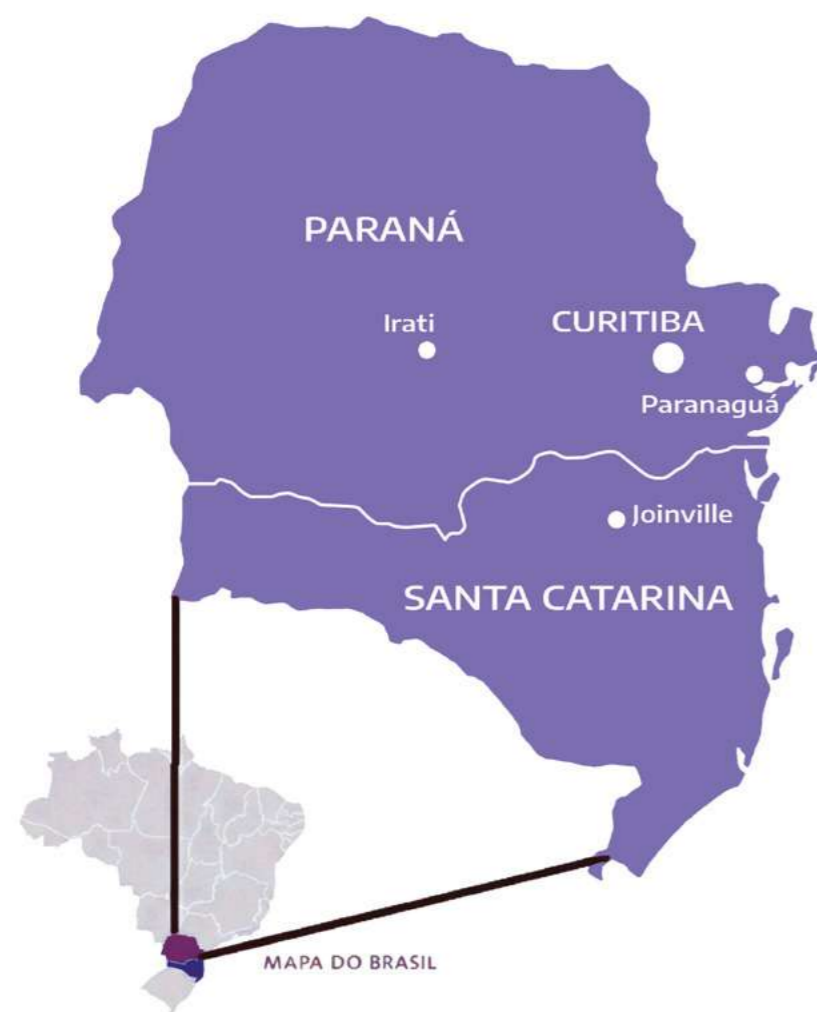 PARANÁ
Irati
CURITIBA
Paranaguá
Joinville
SANTA CATARINA
MAPA DO BRASIL